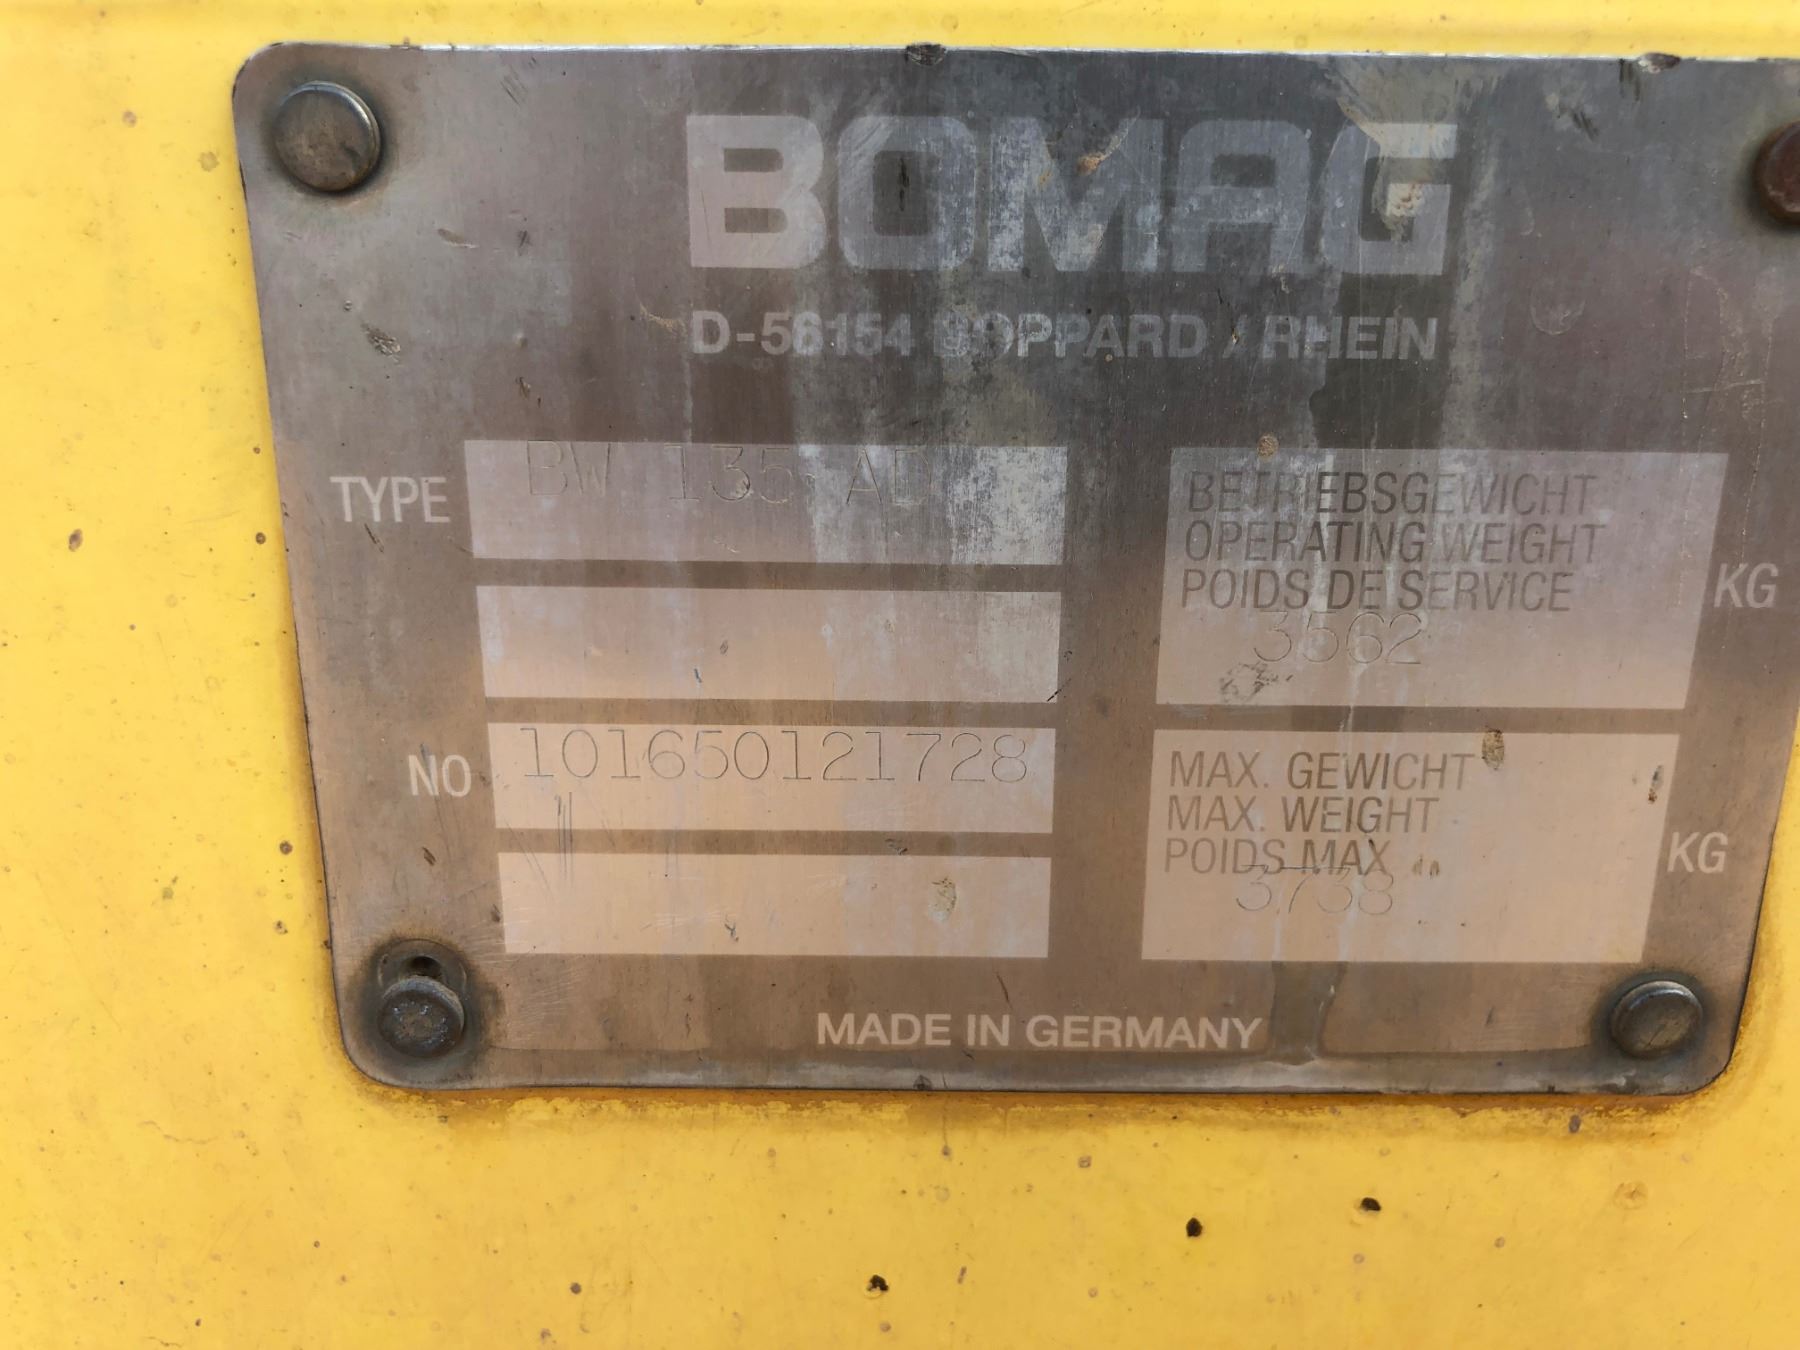 BOMAG
D-56154 BOPPARD / RHEIN
TYPE BW 135 AD
BETRIEBSGEWICHT
OPERATING WEIGHT
POIDS DE SERVICE
3562
KG
NO 101650121728
MAX. GEWICHT
MAX. WEIGHT
POIDS MAX
3738
KG
MADE IN GERMANY